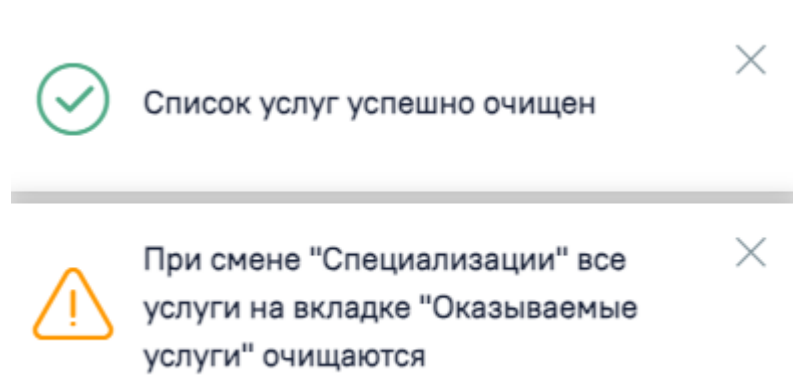 Список услуг успешно очищен
При смене "Специализации" все
услуги на вкладке "Оказываемые
услуги" очищаются